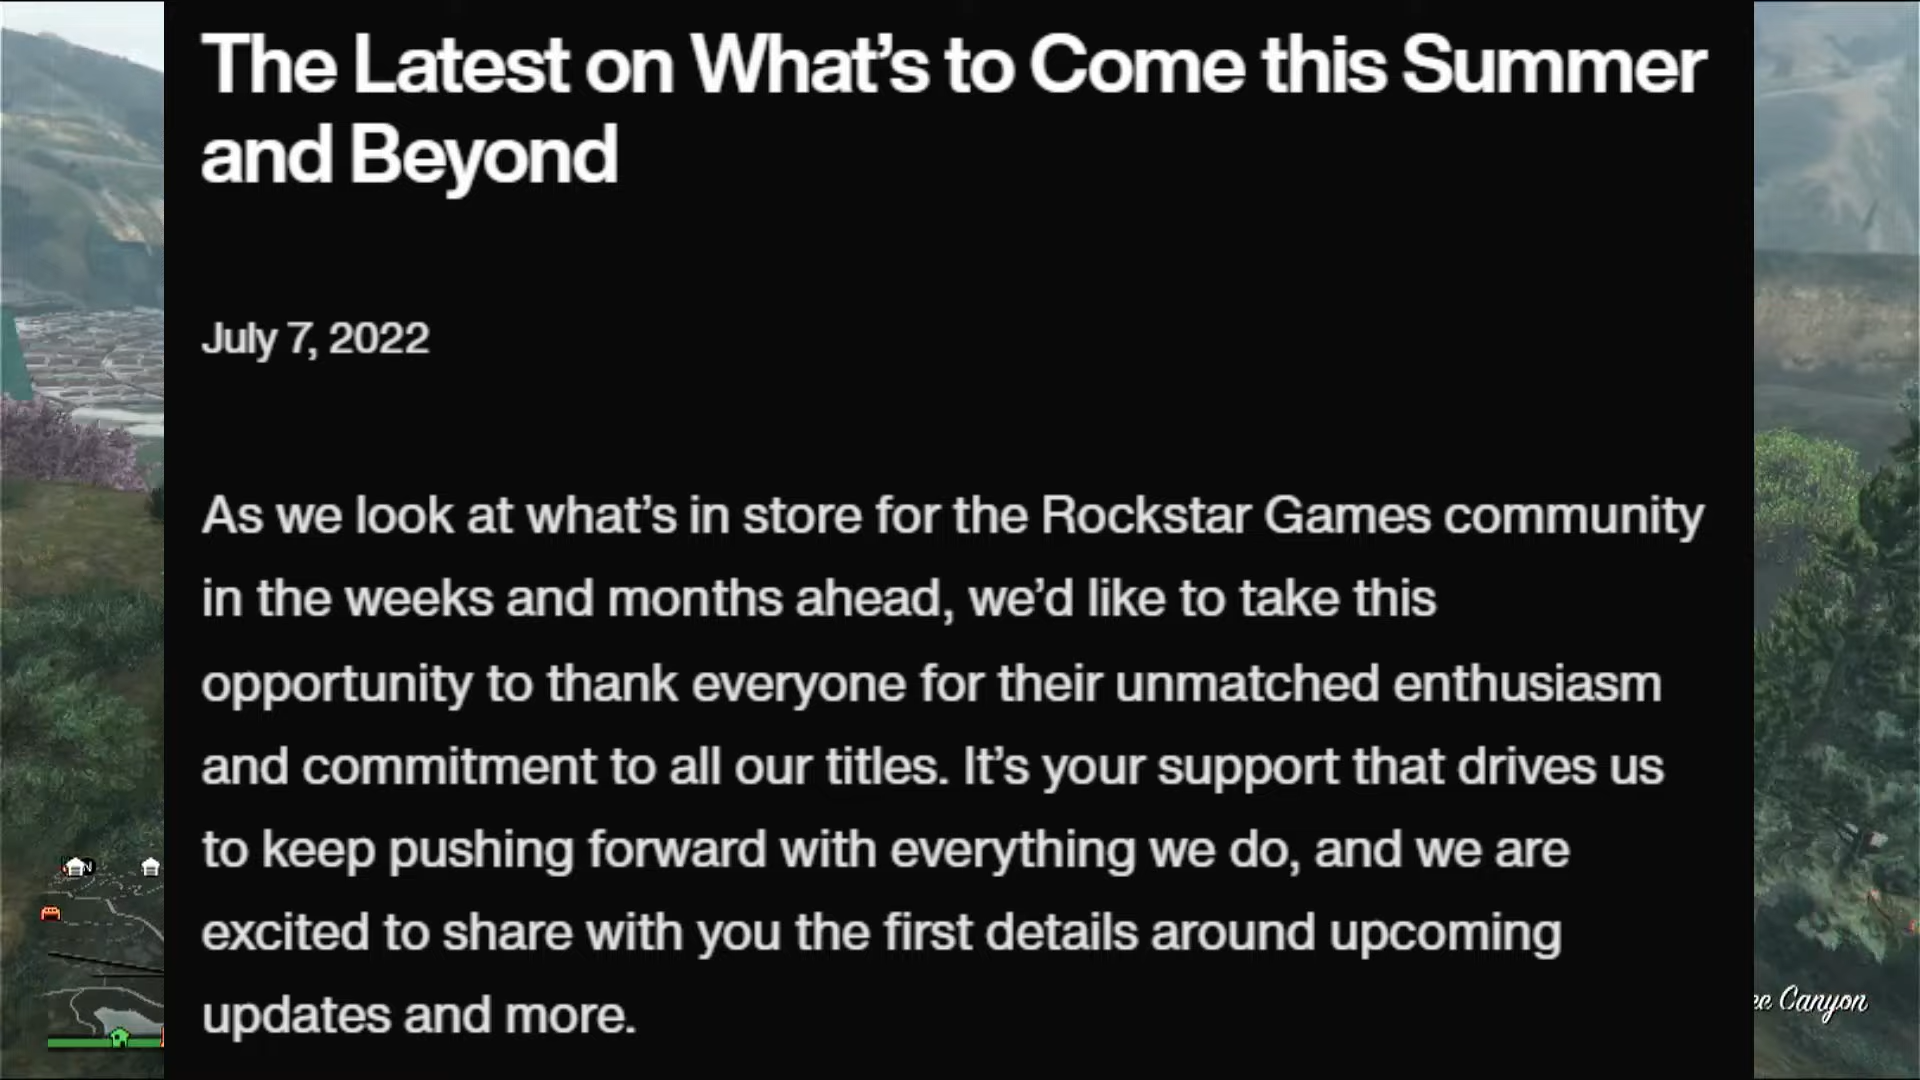 The Latest on What’s to Come this Summer
and Beyond
July 7, 2022
As we look at what’s in store for the Rockstar Games community
in the weeks and months ahead, we’d like to take this
opportunity to thank everyone for their unmatched enthusiasm
and commitment to all our titles. It’s your support that drives us
to keep pushing forward with everything we do, and we are
excited to share with you the first details around upcoming
updates and more.
Canyon